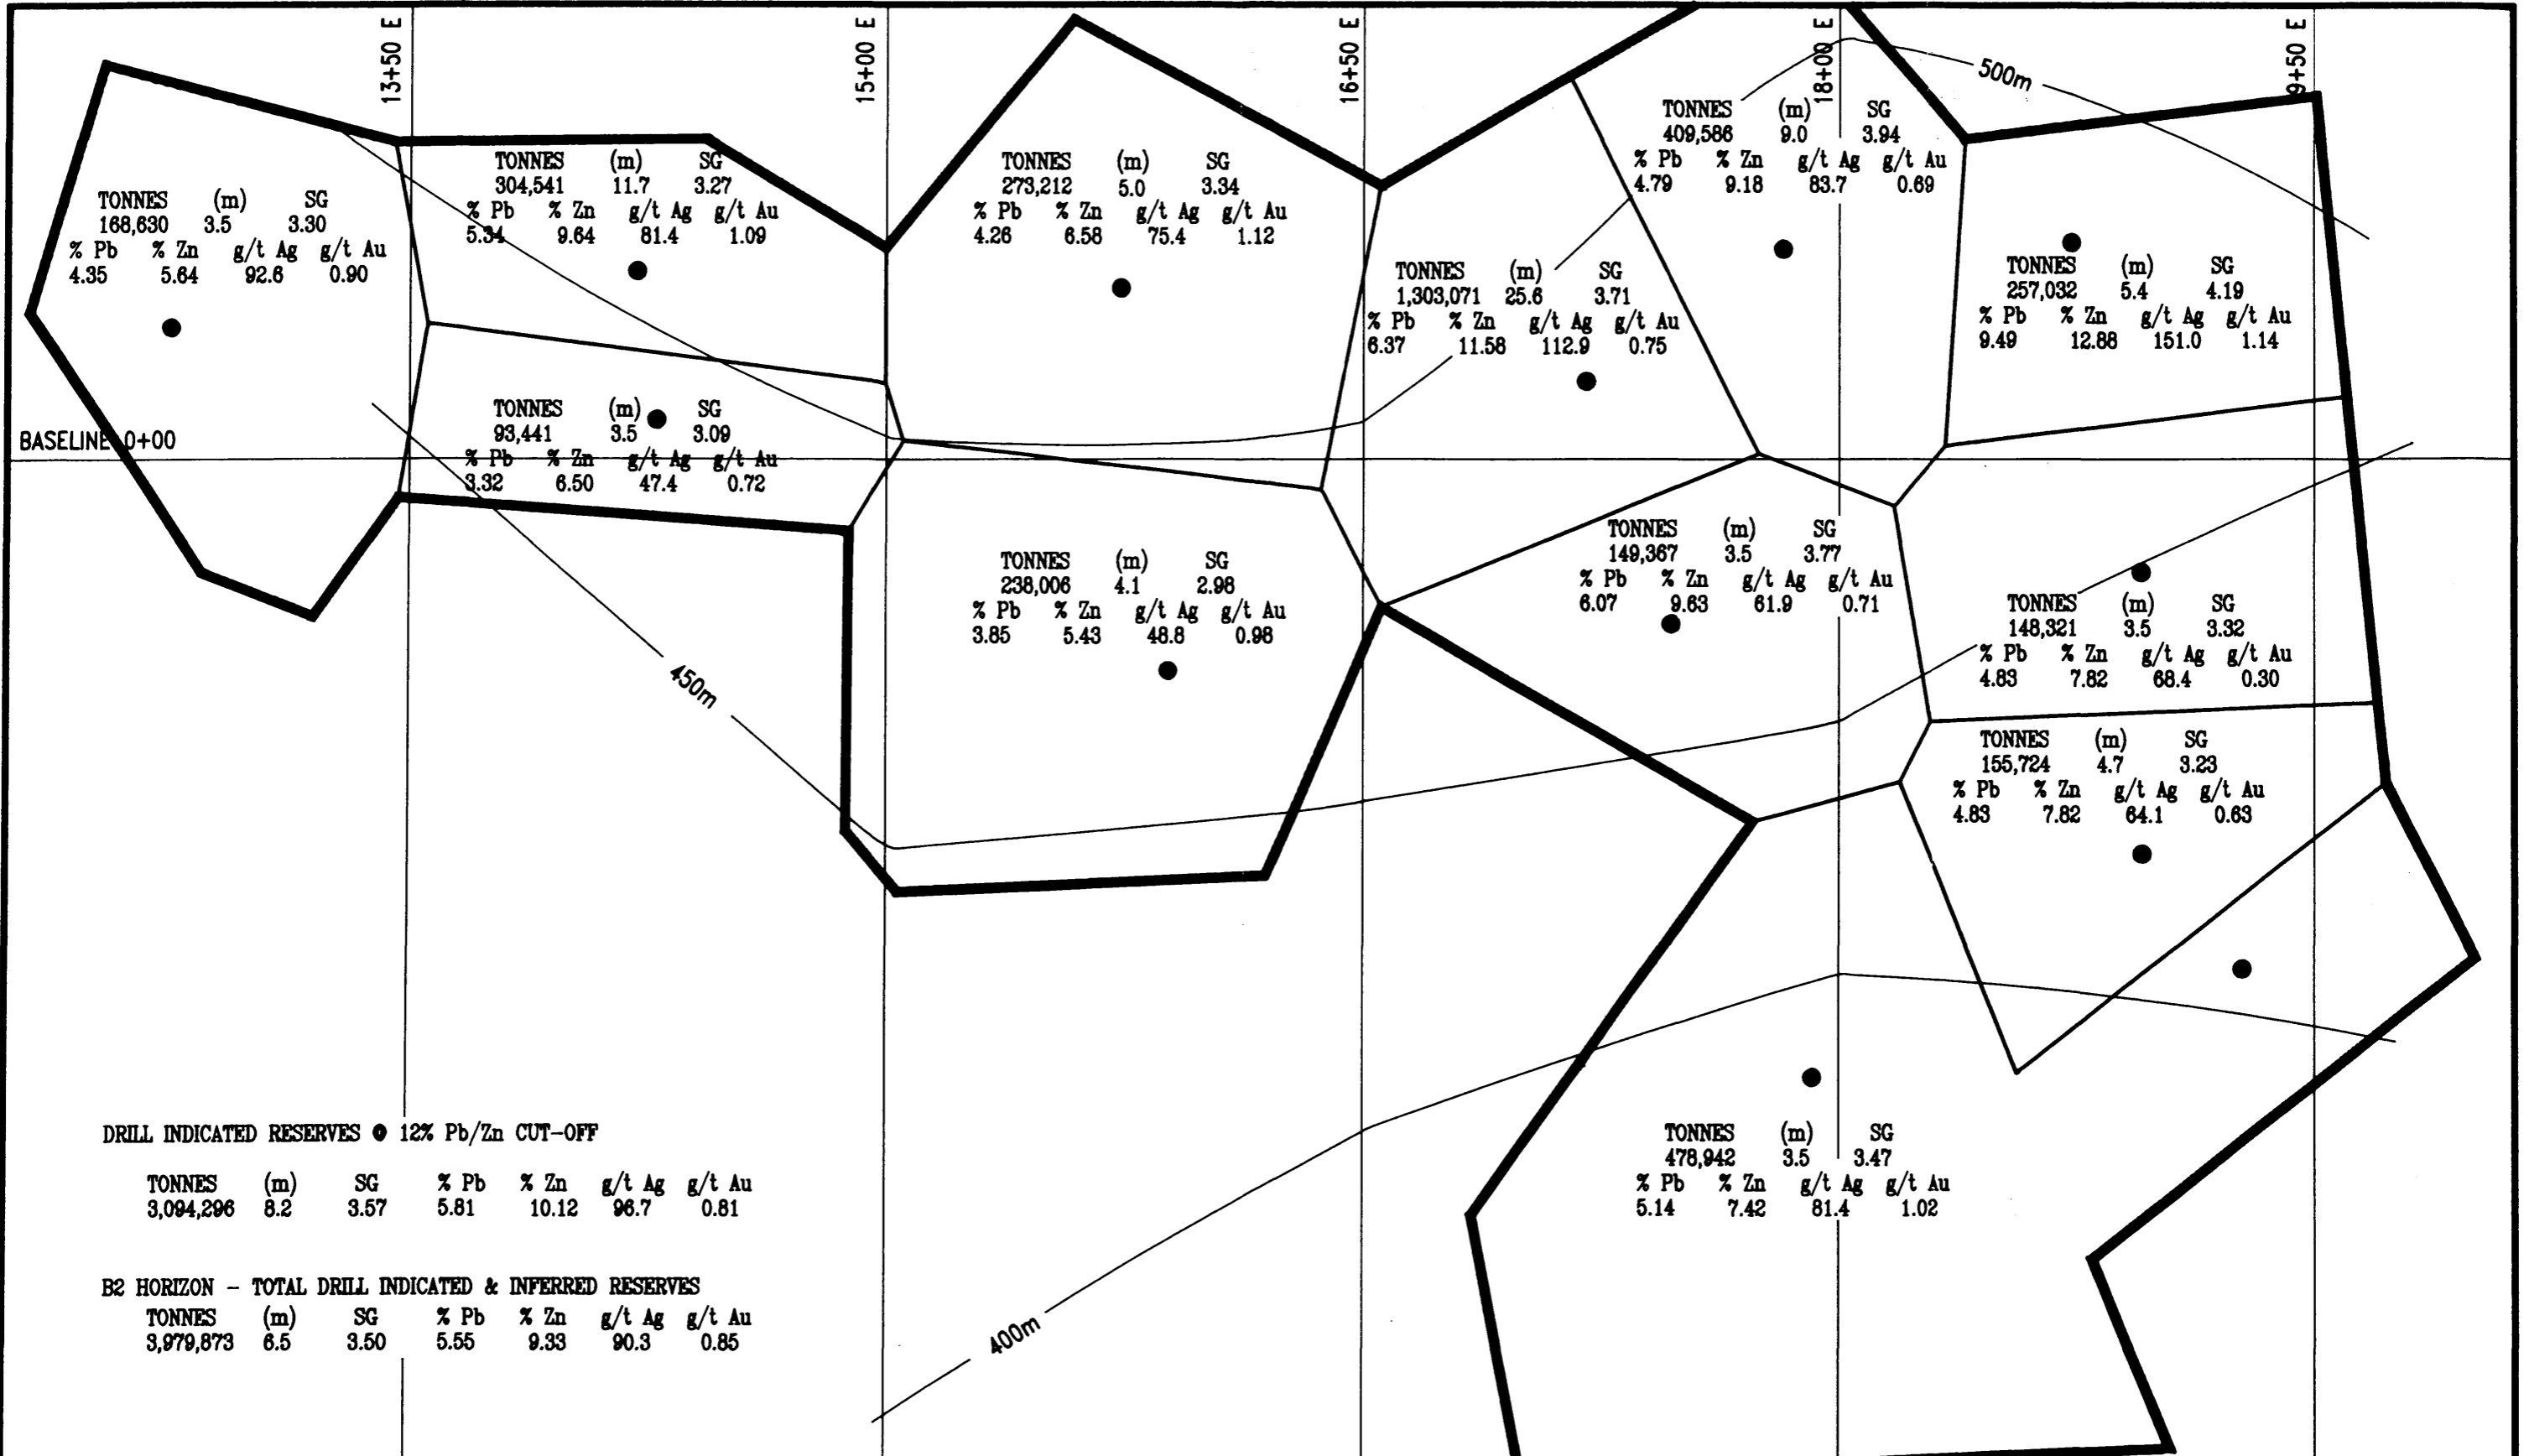 13+50 E
15+00 E
16+50 E
18+00 E
9+50 E
500m
TONNES (m) SG
168,630 3.5 3.30
% Pb % Zn g/t Ag g/t Au
4.35 5.64 92.6 0.90
TONNES (m) SG
304,541 11.7 3.27
% Pb % Zn g/t Ag g/t Au
5.34 9.64 81.4 1.09
TONNES (m) SG
273,212 5.0 3.34
% Pb % Zn g/t Ag g/t Au
4.26 6.58 75.4 1.12
TONNES (m) SG
409,586 9.0 3.94
% Pb % Zn g/t Ag g/t Au
4.79 9.18 83.7 0.69
TONNES (m) SG
1,303,071 25.6 3.71
% Pb % Zn g/t Ag g/t Au
6.37 11.58 112.9 0.75
TONNES (m) SG
257,032 5.4 4.19
% Pb % Zn g/t Ag g/t Au
9.49 12.88 151.0 1.14
BASELINE 0+00
TONNES (m) SG
93,441 3.5 3.09
% Pb % Zn g/t Ag g/t Au
3.32 6.50 47.4 0.72
TONNES (m) SG
238,006 4.1 2.98
% Pb % Zn g/t Ag g/t Au
3.85 5.43 48.8 0.98
TONNES (m) SG
149,367 3.5 3.77
% Pb % Zn g/t Ag g/t Au
6.07 9.63 61.9 0.71
TONNES (m) SG
148,321 3.5 3.32
% Pb % Zn g/t Ag g/t Au
4.83 7.82 68.4 0.30
450m
TONNES (m) SG
155,724 4.7 3.23
% Pb % Zn g/t Ag g/t Au
4.83 7.82 64.1 0.63
TONNES (m) SG
478,942 3.5 3.47
% Pb % Zn g/t Ag g/t Au
5.14 7.42 81.4 1.02
400m
DRILL INDICATED RESERVES @ 12% Pb/Zn CUT-OFF
TONNES (m) SG % Pb % Zn g/t Ag g/t Au
3,094,296 8.2 3.57 5.81 10.12 96.7 0.81
B2 HORIZON - TOTAL DRILL INDICATED & INFERRED RESERVES
TONNES (m) SG % Pb % Zn g/t Ag g/t Au
3,979,873 6.5 3.50 5.55 9.33 90.3 0.85